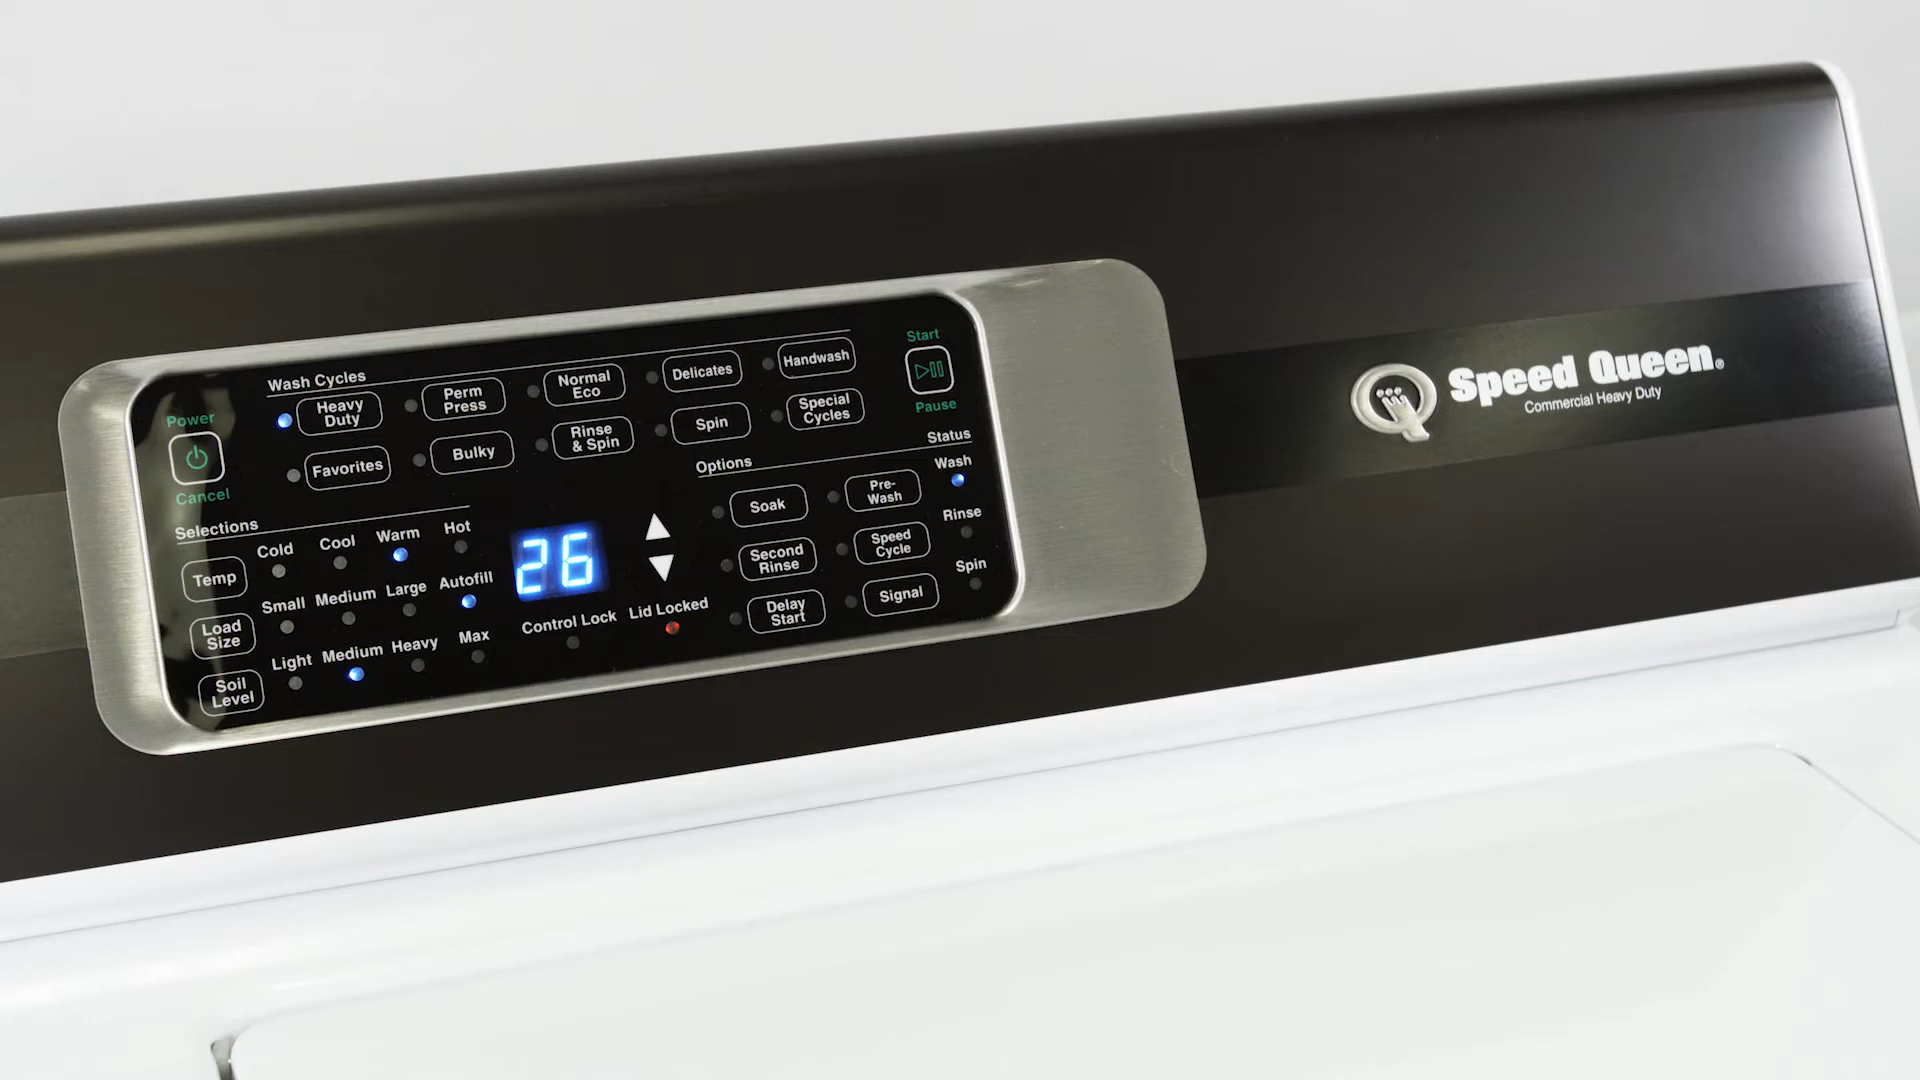 Wash Cycles
Heavy
Duty
Perm
Press
Normal
Eco
Delicates
Handwash
Favorites
Bulky
Rinse
& Spin
Spin
Special
Cycles
Power
Cancel
Start
Pause
Selections
Temp
Cold
Cool
Warm
Hot
Load
Size
Small
Medium
Large
Autofill
Soil
Level
Light
Medium
Heavy
Max
26
Control Lock
Lid Locked
Options
Soak
Pre-
Wash
Second
Rinse
Speed
Cycle
Delay
Start
Signal
Status
Wash
Rinse
Spin
Speed Queen®
Commercial Heavy Duty